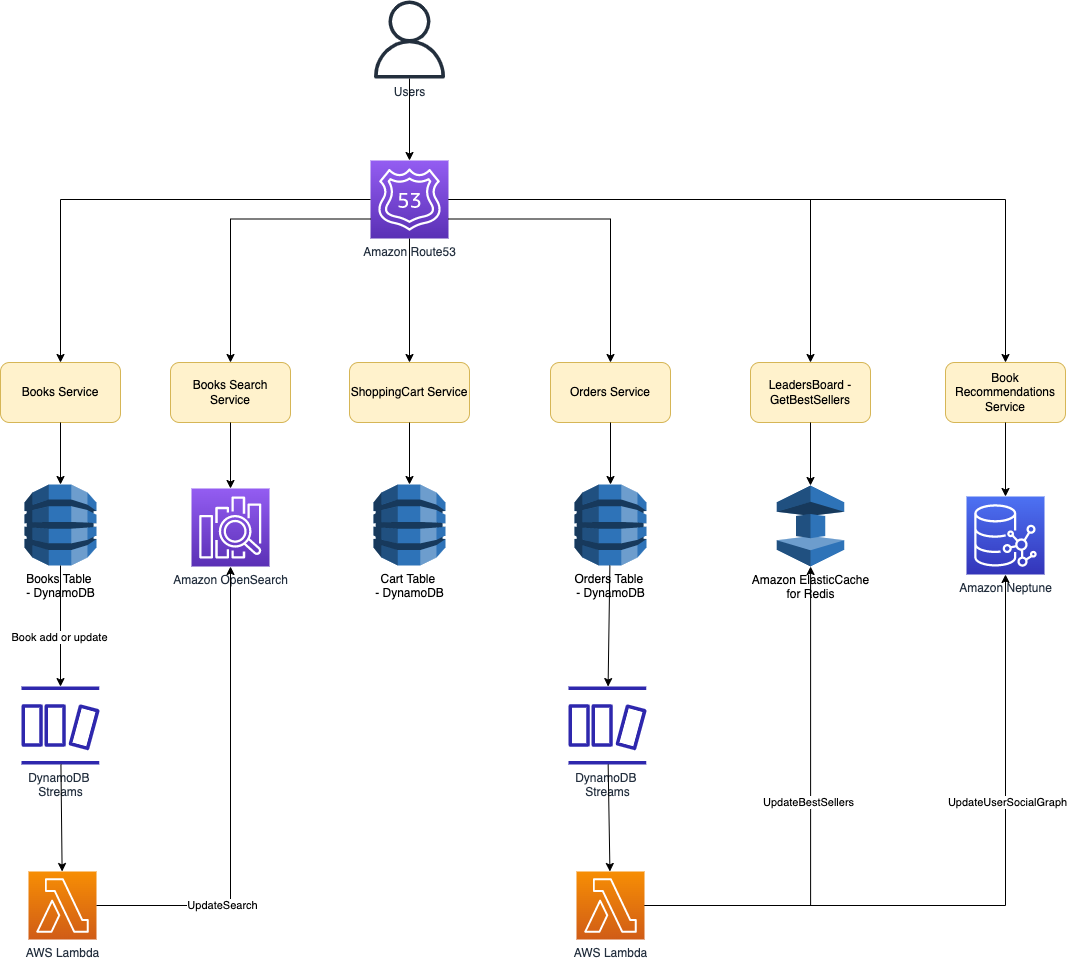 Users
53
Amazon Route53
Books Service
Books Search
Service
ShoppingCart Service
Orders Service
LeadersBoard -
GetBestSellers
Book
Recommendations
Service
Books Table
- DynamoDB
Amazon OpenSearch
Cart Table
- DynamoDB
Orders Table
- DynamoDB
Amazon ElasticCache
for Redis
Amazon Neptune
Book add or update
DynamoDB
Streams
DynamoDB
Streams
UpdateBestSellers
UpdateUserSocialGraph
UpdateSearch
AWS Lambda
AWS Lambda